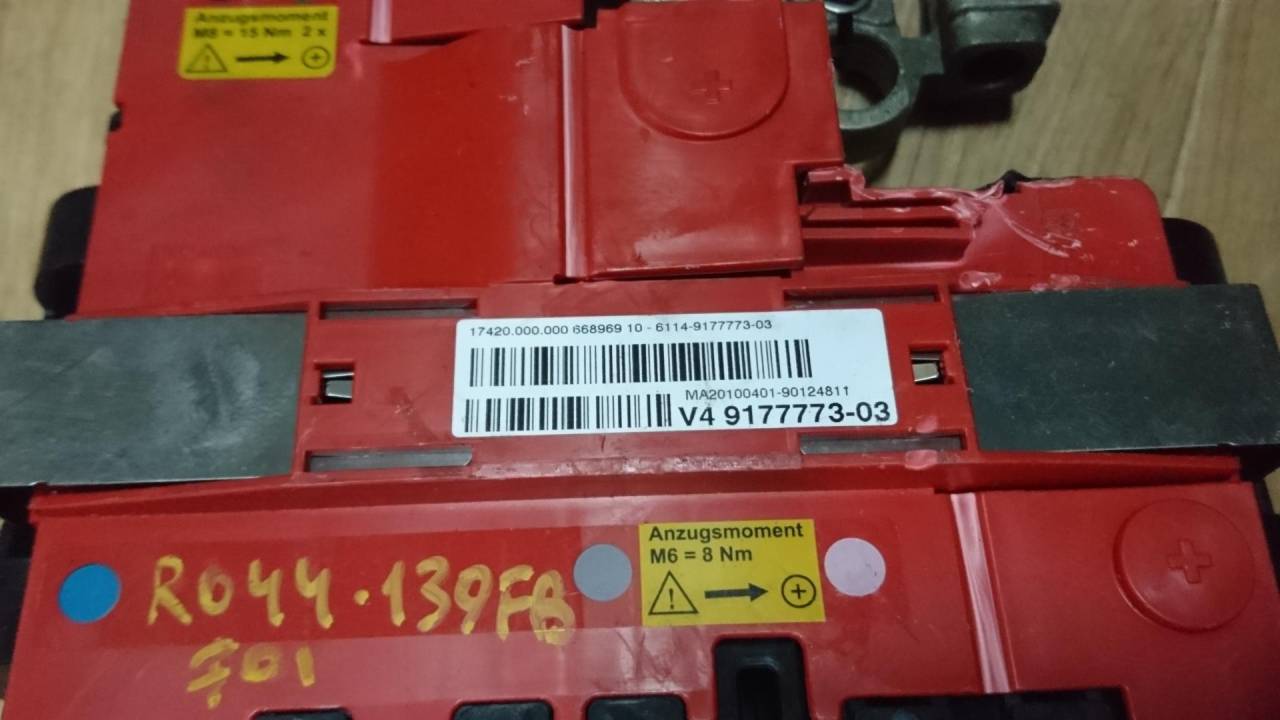 Anzugsmoment
M8 = 15 Nm 2 x
17420.000.000 668969 10 - 6114-9177773-03
MA20100401-90124811
V4 9177773-03
Anzugsmoment
M6 = 8 Nm
R044.139FB